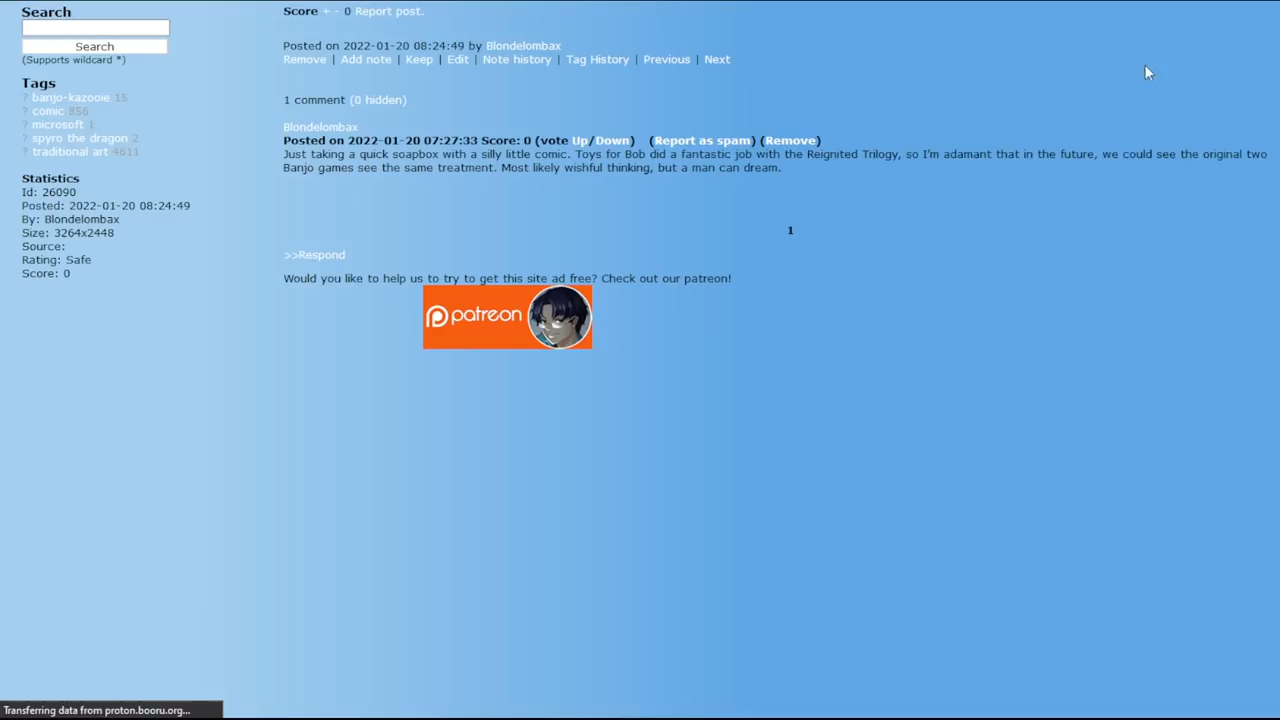 Search
Search
(Supports wildcard *)
Tags
? banjo-kazooie 15
? comic 856
? microsoft 1
? spyro the dragon 2
? traditional art 4611
Statistics
Id: 26090
Posted: 2022-01-20 08:24:49
By: Blondelombax
Size: 3264x2448
Source:
Rating: Safe
Score: 0
Score + - 0 Report post.
Posted on 2022-01-20 08:24:49 by Blondelombax
Remove | Add note | Keep | Edit | Note history | Tag History | Previous | Next
1 comment (0 hidden)
Blondelombax
Posted on 2022-01-20 07:27:33 Score: 0 (vote Up/Down) (Report as spam) (Remove)
Just taking a quick soapbox with a silly little comic. Toys for Bob did a fantastic job with the Reignited Trilogy, so I'm adamant that in the future, we could see the original two
Banjo games see the same treatment. Most likely wishful thinking, but a man can dream.
1
>>Respond
Would you like to help us to try to get this site ad free? Check out our patreon!
patreon
Transferring data from proton.booru.org...